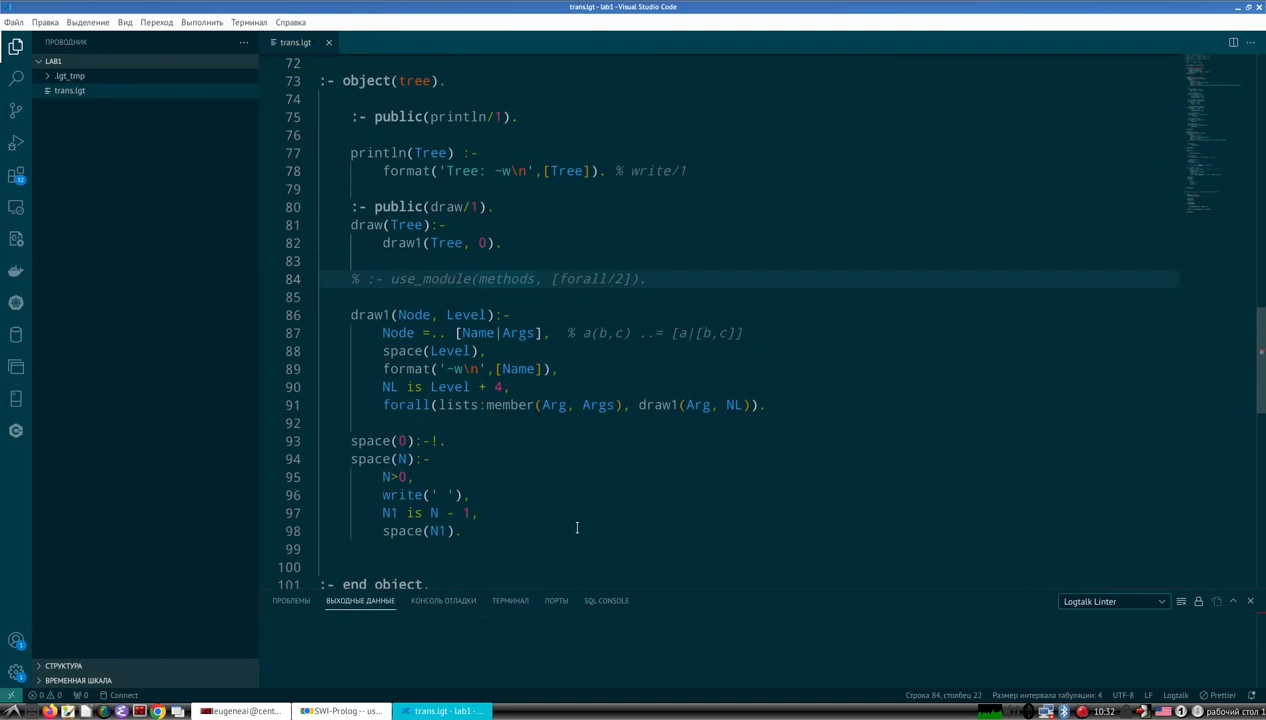 trans.lgt - lab1 - Visual Studio Code
Файл Правка Выделение Вид Переход Выполнить Терминал Справка
ПРОВОДНИК
LAB1
.lgt_tmp
trans.lgt
trans.lgt
72
73 :- object(tree).
74
75 :- public(println/1).
76
77 println(Tree) :-
78 format('Tree: ~w\n',[Tree]). % write/1
79
80 :- public(draw/1).
81 draw(Tree):-
82 draw1(Tree, 0).
83
84 % :- use_module(methods, [forall/2]).
85
86 draw1(Node, Level):-
87 Node =.. [Name|Args], % a(b,c) ..= [a|[b,c]]
88 space(Level),
89 format('~w\n',[Name]),
90 NL is Level + 4,
91 forall(lists:member(Arg, Args), draw1(Arg, NL)).
92
93 space(0):-!.
94 space(N):-
95 N>0,
96 write(' '),
97 N1 is N - 1,
98 space(N1).
99
100
101 :- end_object.
ПРОБЛЕМЫ ВЫХОДНЫЕ ДАННЫЕ КОНСОЛЬ ОТЛАДКИ ТЕРМИНАЛ ПОРТЫ SQL CONSOLE
Logtalk Linter
СТРУКТУРА
ВРЕМЕННАЯ ШКАЛА
0 0 0 Connect
Строка 84, столбец 22 Размер интервала табуляции: 4 UTF-8 LF Logtalk Prettier
eugeneai@cent... SWI-Prolog -- us... trans.lgt - lab1 - ... 10:32 рабочий стол 1